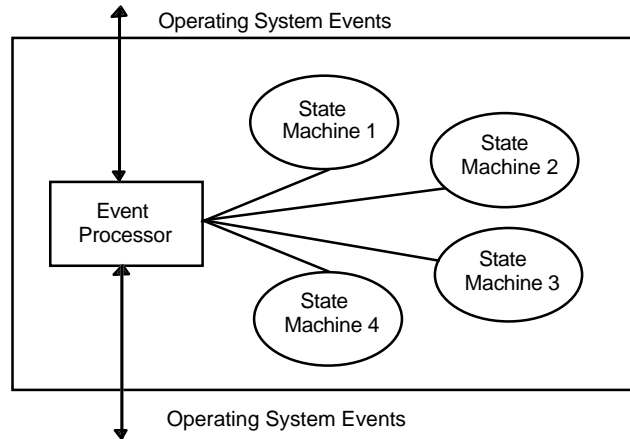 Operating System Events
State
Machine 1
State
Machine 2
Event
Processor
State
Machine 3
State
Machine 4
Operating System Events